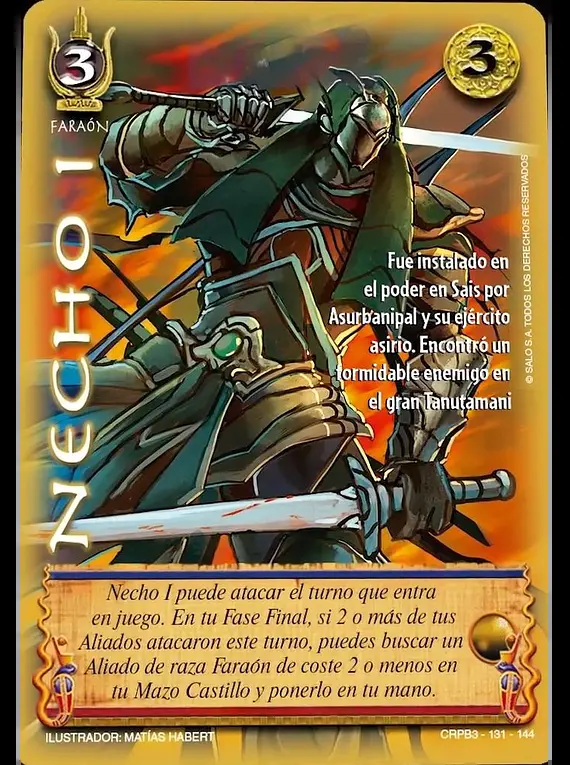 3
3
FARAÓN
NECHO I
Fue instalado en
el poder en Sais por
Asurbanipal y su ejército
asirio. Encontró un
formidable enemigo en
el gran Tanutamani
© SALO S.A. TODOS LOS DERECHOS RESERVADOS
Necho I puede atacar el turno que entra
en juego. En tu Fase Final, si 2 o más de tus
Aliados atacaron este turno, puedes buscar un
Aliado de raza Faraón de coste 2 o menos en
tu Mazo Castillo y ponerlo en tu mano.
ILUSTRADOR: MATÍAS HABERT
CRPB3 - 131 - 144